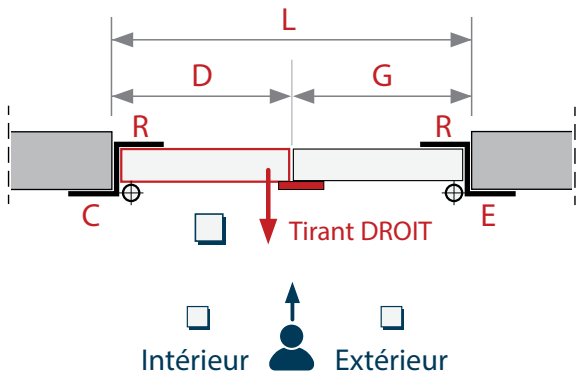 L
D G
R R
C E
Tirant DROIT
Intérieur Extérieur